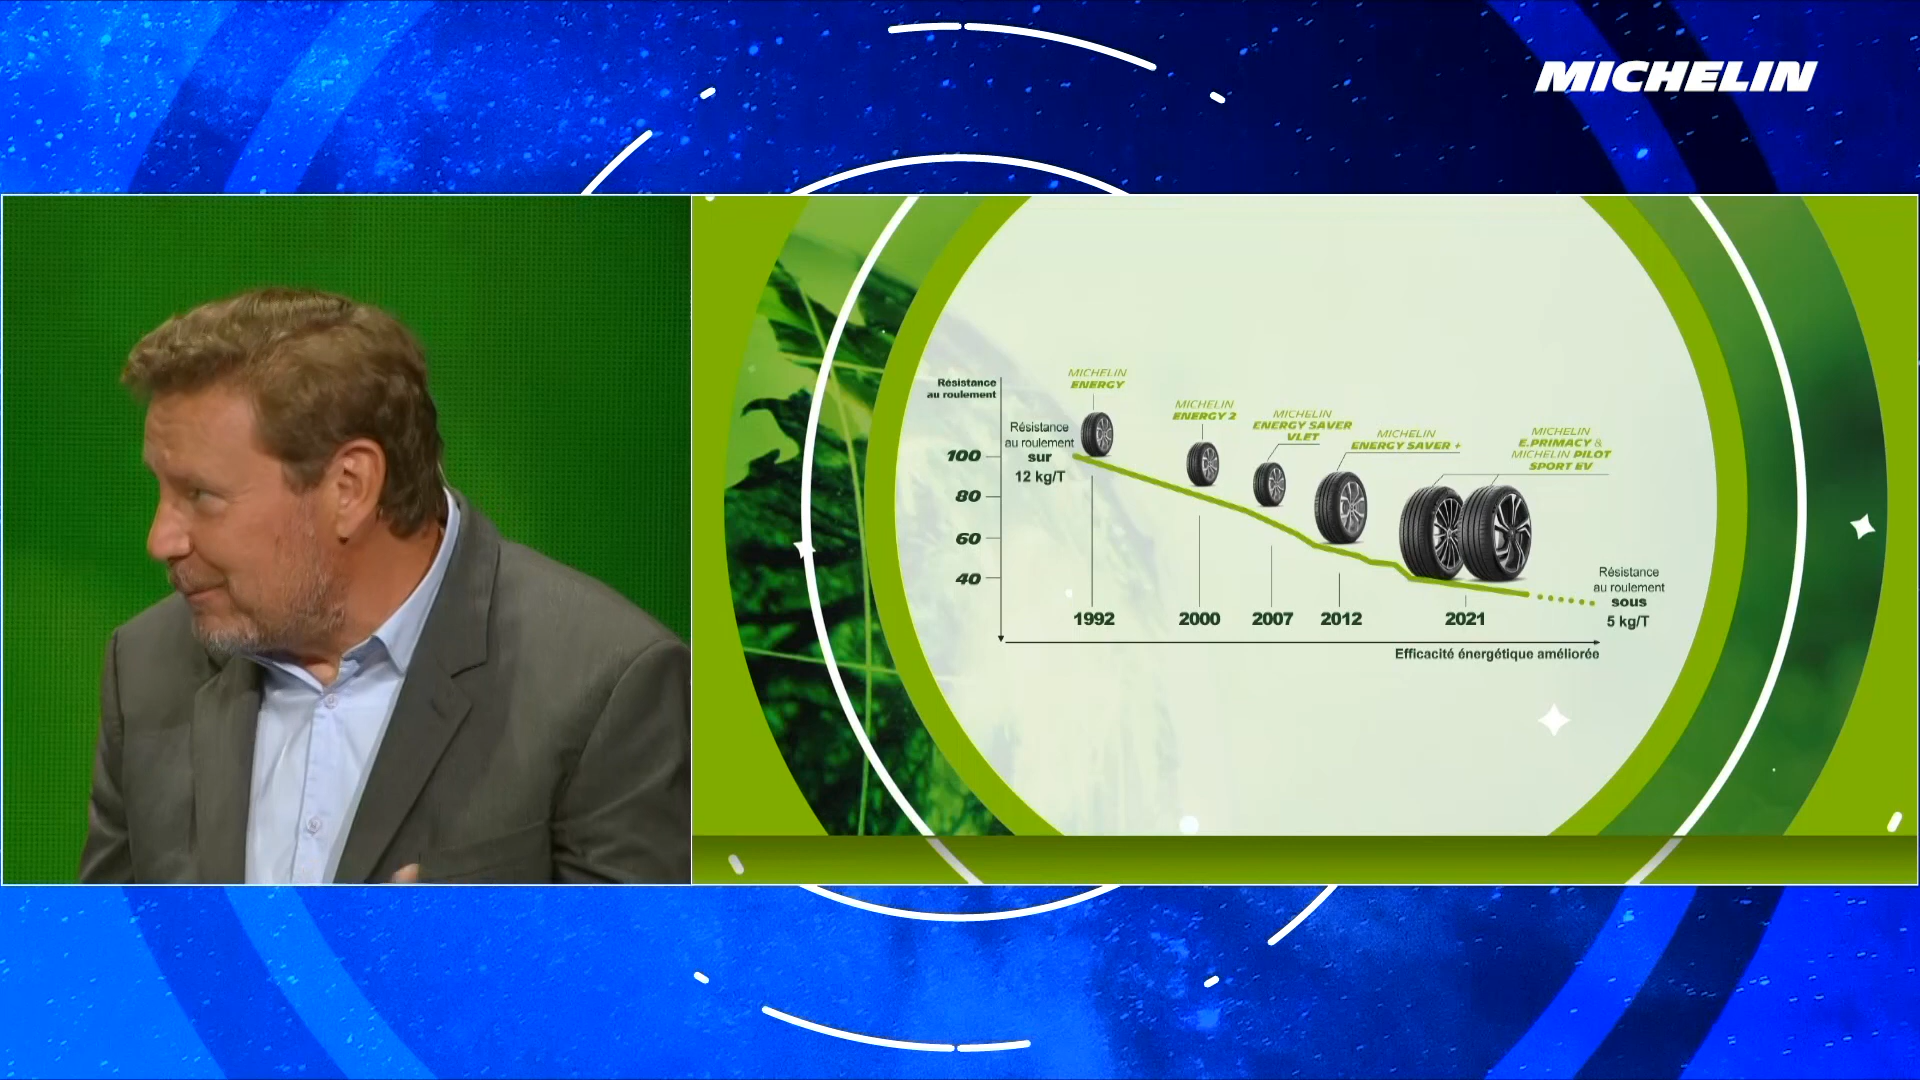 MICHELIN
Résistance
au roulement
MICHELIN
ENERGY
MICHELIN
ENERGY 2
MICHELIN
ENERGY SAVER
VLET
MICHELIN
ENERGY SAVER +
MICHELIN
E.PRIMACY &
MICHELIN PILOT
SPORT EV
Résistance
au roulement
sur
12 kg/T
100
80
60
40
Résistance
au roulement
sous
5 kg/T
1992
2000
2007
2012
2021
Efficacité énergétique améliorée